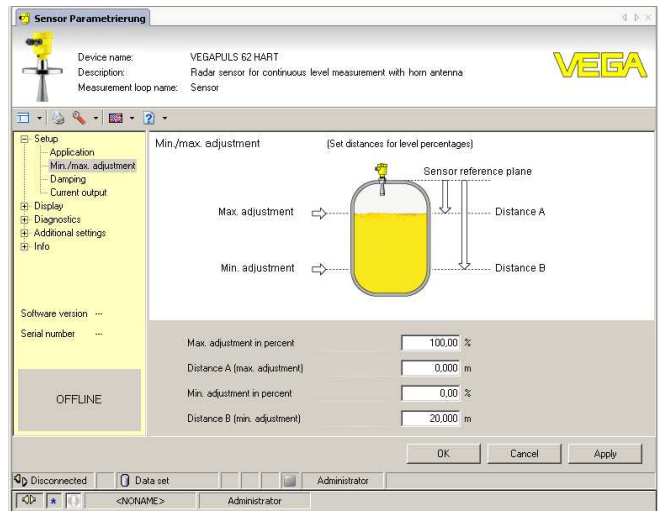 Sensor Parametrierung
Device name: VEGAPULS 62 HART
Description: Radar sensor for continuous level measurement with horn antenna
Measurement loop name: Sensor
VEGA
Setup
Application
Min./max. adjustment
Damping
Current output
Display
Diagnostics
Additional settings
Info
Software version ---
Serial number ---
OFFLINE
Min./max. adjustment (Set distances for level percentages)
Sensor reference plane
Max. adjustment
Distance A
Min. adjustment
Distance B
Max. adjustment in percent 100,00 %
Distance A (max. adjustment) 0,000 m
Min. adjustment in percent 0,00 %
Distance B (min. adjustment) 20,000 m
OK Cancel Apply
Disconnected Data set Administrator
<NONAME> Administrator